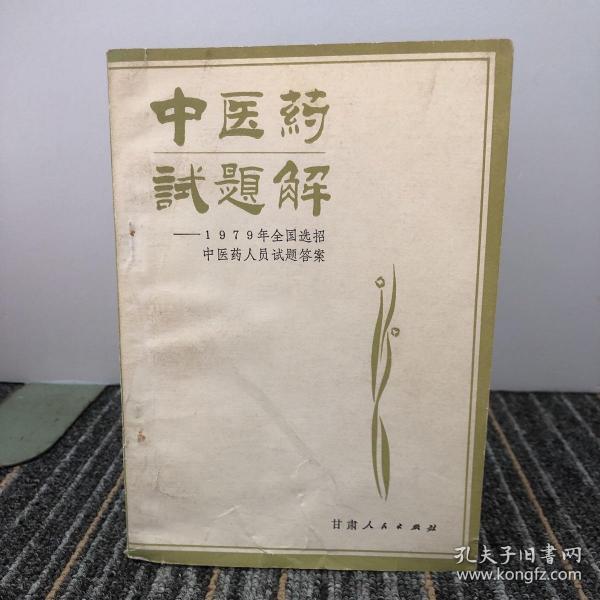 中医药
試題解
——1979年全国选招
中医药人员试题答案
甘肃人民出版社
孔夫子旧书网
www.kongfz.com